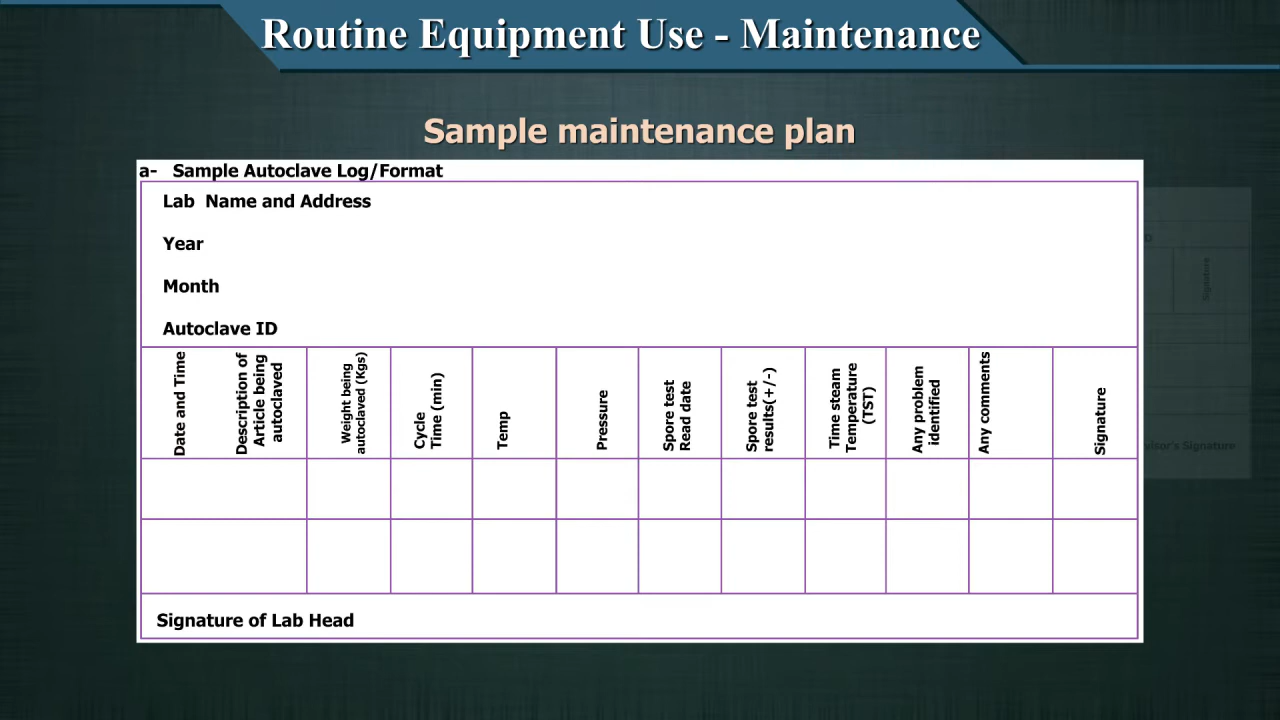 Routine Equipment Use - Maintenance
Sample maintenance plan
a- Sample Autoclave Log/Format
Lab Name and Address
Year
Month
Autoclave ID
Date and Time
Description of
Article being
autoclaved
Weight being
autoclaved (Kgs)
Cycle
Time (min)
Temp
Pressure
Spore test
Read date
Spore test
results(+/-)
Time steam
Temperature
(TST)
Any problem
identified
Any comments
Signature
Signature of Lab Head
Signature
Signature